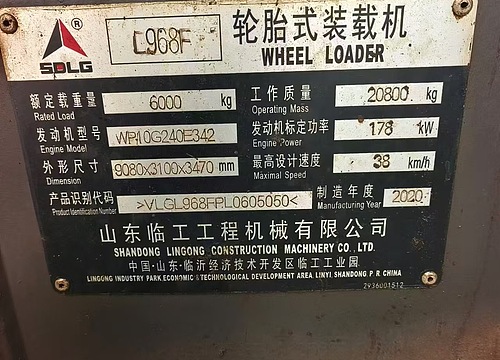 SDLG ®
L968F
轮胎式装载机
WHEEL LOADER
额定载重量 6000 kg
Rated Load
工作质量 20800 kg
Operating Mass
发动机型号 WP10G240E342
Engine Model
发动机标定功率 178 kW
Engine Power
外形尺寸 9080x3100x3470 mm
Dimension
最高设计速度 38 km/h
Maximal Speed
产品识别代码 >VLGL968FPL0605050<
Product Identification Number
制造年度 2020
Manufacturing Year
山东临工工程机械有限公司
SHANDONG LINGONG CONSTRUCTION MACHINERY CO., LTD.
中国·山东·临沂经济技术开发区临工工业园
LINGONG INDUSTRY PARK, ECONOMIC & TECHNOLOGICAL DEVELOPMENT AREA, LINYI SHANDONG P. R. CHINA
2936001512